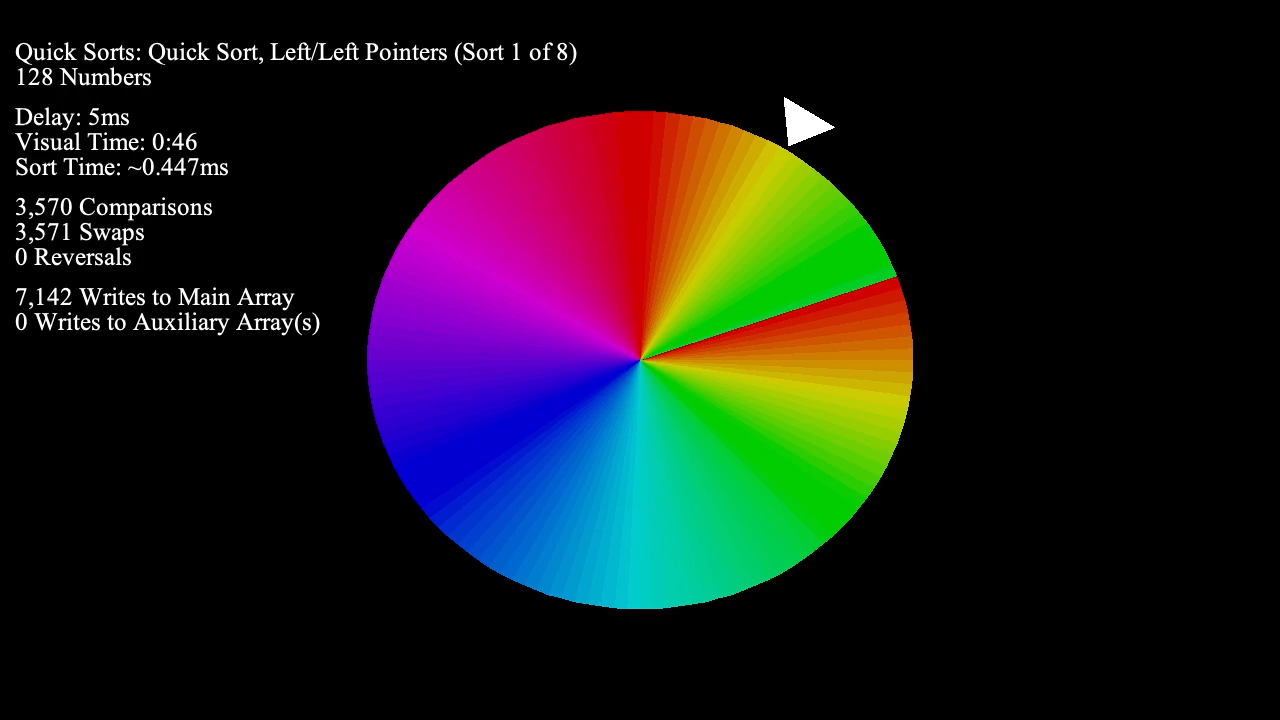 Quick Sorts: Quick Sort, Left/Left Pointers (Sort 1 of 8)
128 Numbers
Delay: 5ms
Visual Time: 0:46
Sort Time: ~0.447ms
3,570 Comparisons
3,571 Swaps
0 Reversals
7,142 Writes to Main Array
0 Writes to Auxiliary Array(s)